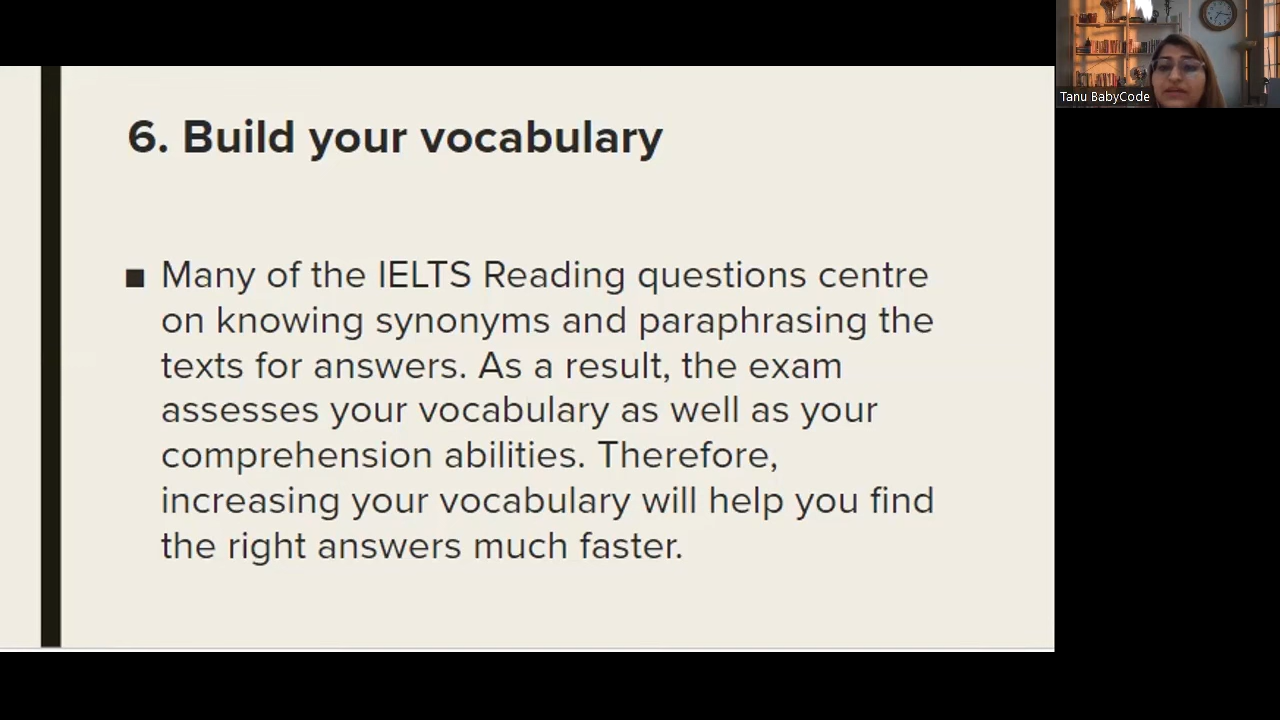 6. Build your vocabulary
■ Many of the IELTS Reading questions centre
on knowing synonyms and paraphrasing the
texts for answers. As a result, the exam
assesses your vocabulary as well as your
comprehension abilities. Therefore,
increasing your vocabulary will help you find
the right answers much faster.
Tanu BabyCode